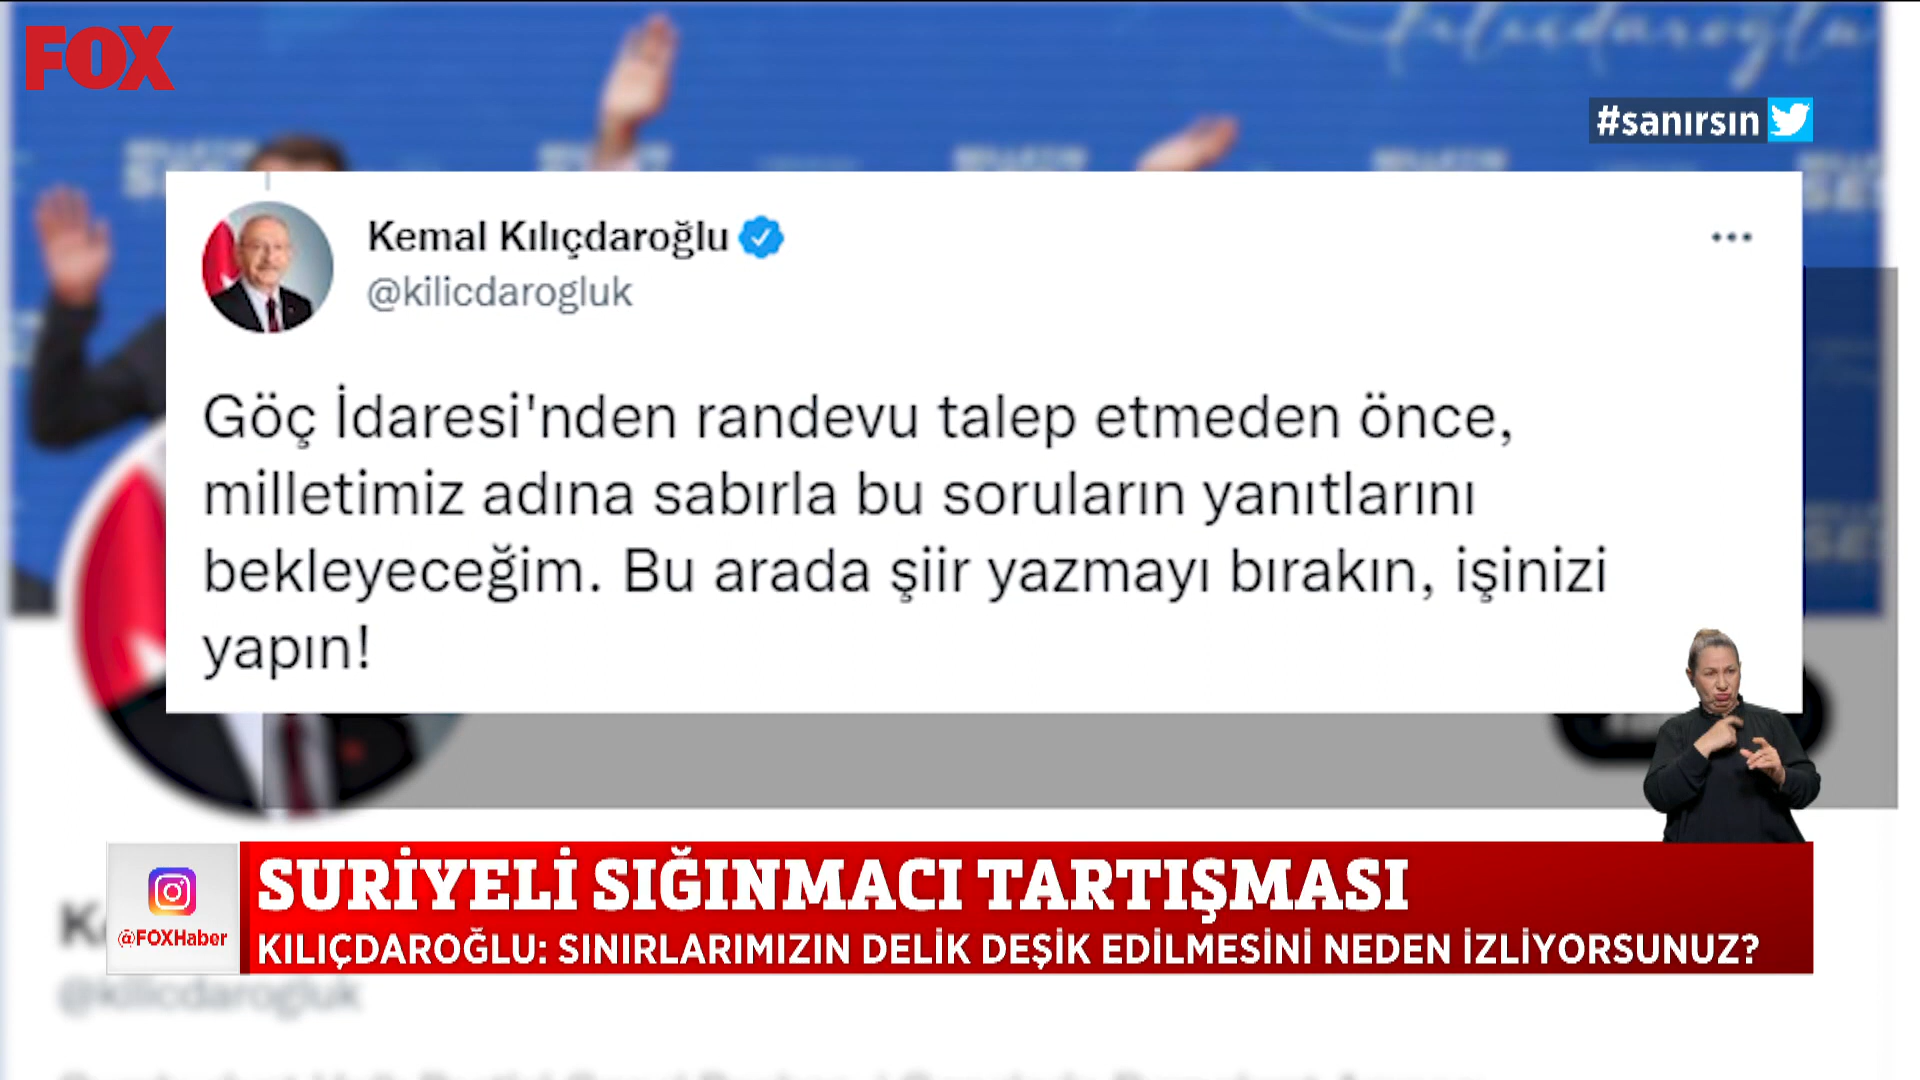 FOX
#sanırsın
Kemal Kılıçdaroğlu
@kilicdarogluk
Göç İdaresi'nden randevu talep etmeden önce,
milletimiz adına sabırla bu soruların yanıtlarını
bekleyeceğim. Bu arada şiir yazmayı bırakın, işinizi
yapın!
@FOXHaber
SURİYELİ SIĞINMACI TARTIŞMASI
KILIÇDAROĞLU: SINIRLARIMIZIN DELİK DEŞİK EDİLMESİNİ NEDEN İZLİYORSUNUZ?
@kilicdarogluk